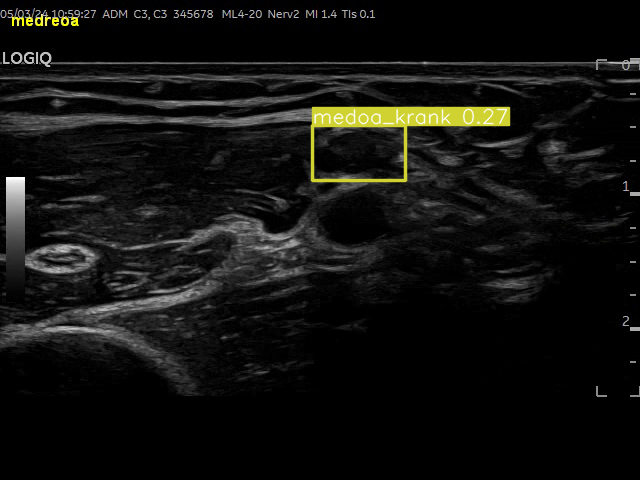 05/03/24 10:59:27 ADM C3, C3 345678 ML4-20 Nerv2 MI 1.4 TIs 0.1
medreoa
LOGIQ
0
medoa_krank 0.27
1
2